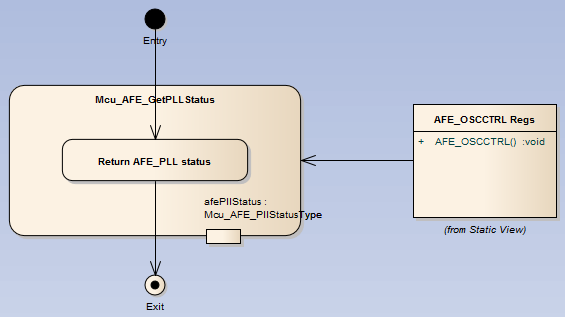 Entry
Mcu_AFE_GetPLLStatus
Return AFE_PLL status
afePllStatus :
Mcu_AFE_PllStatusType
Exit
AFE_OSCCTRL Regs
+ AFE_OSCCTRL() :void
(from Static View)